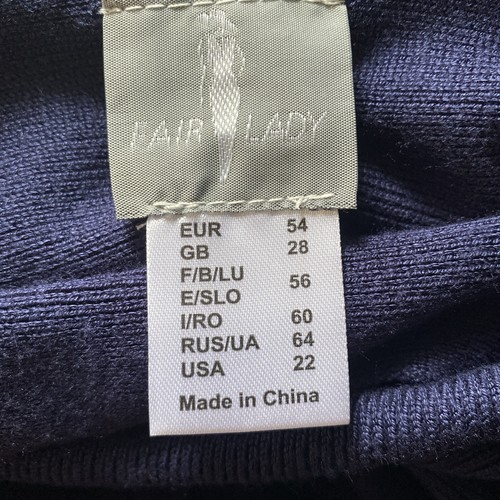 FAIR LADY
EUR 54
GB 28
F/B/LU
E/SLO 56
I/RO 60
RUS/UA 64
USA 22
Made in China